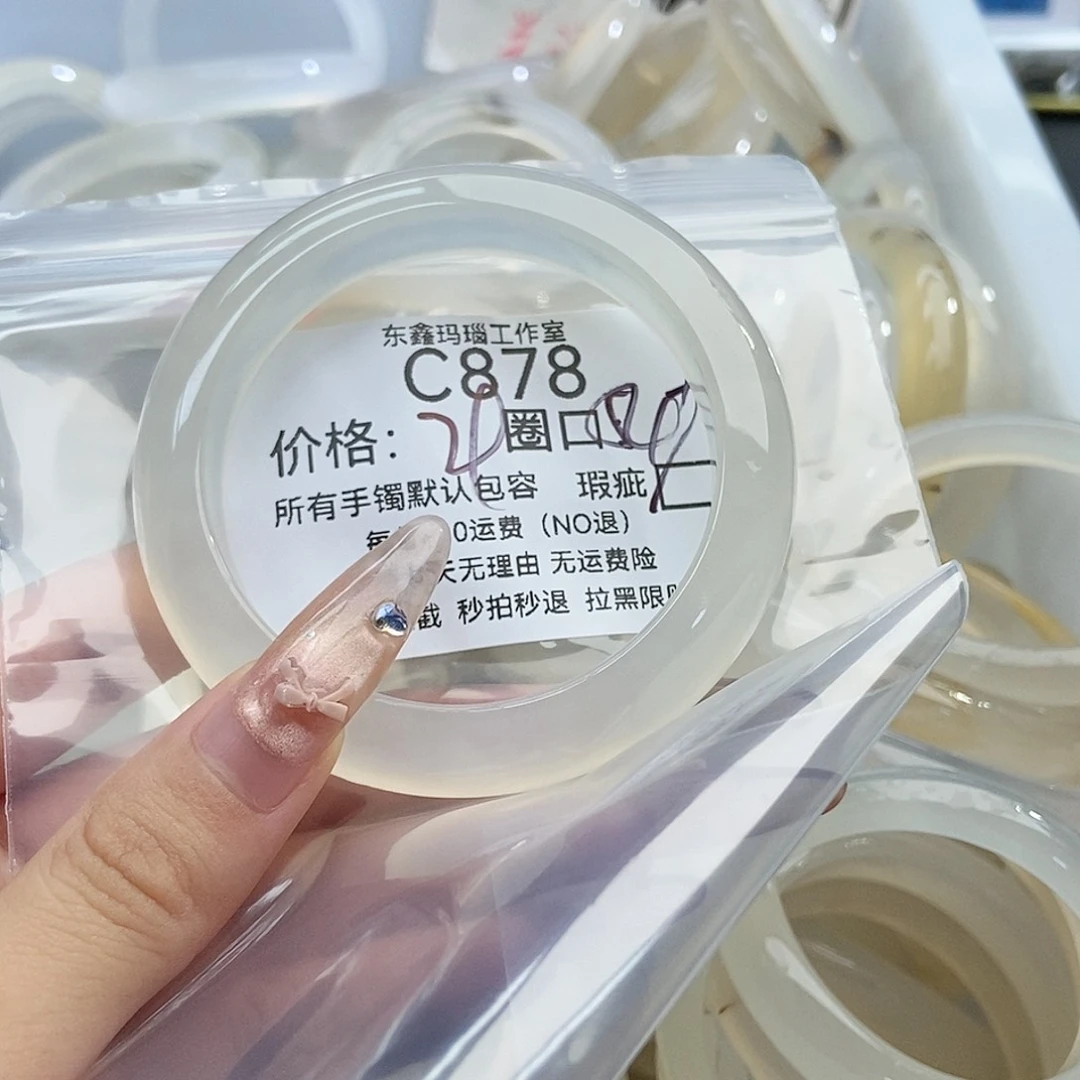 东鑫玛瑙工作室
C878
价格: 圈口
所有手镯默认包容 瑕疵
0运费（NO退）
天无理由 无运费险
截 秒拍秒退 拉黑限